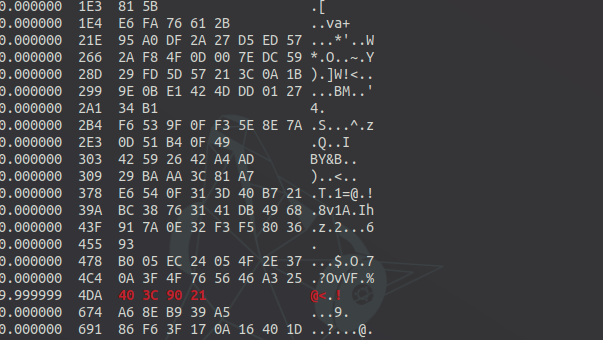 0.000000 1E3 81 5B .[
0.000000 1E4 E6 FA 76 61 2B ..va+
0.000000 21E 95 A0 DF 2A 27 D5 ED 57 ...*'..W
0.000000 266 2A F8 4F 0D 00 7E DC 59 *.O..~.Y
0.000000 28D 29 FD 5D 57 21 3C 0A 1B ).]W!<..
0.000000 299 9E 0B E1 42 4D DD 01 27 ...BM..'
0.000000 2A1 34 B1 4.
0.000000 2B4 F6 53 9F 0F F3 5E 8E 7A .S...^.z
0.000000 2E3 0D 51 B4 0F 49 .Q..I
0.000000 303 42 59 26 42 A4 AD BY&B..
0.000000 309 29 BA AA 3C 81 A7 )..<..
0.000000 378 E6 54 0F 31 3D 40 B7 21 .T.1=@.!
0.000000 39A BC 38 76 31 41 DB 49 68 .8v1A.Ih
0.000000 43F 91 7A 0E 32 F3 F5 80 36 .z.2...6
0.000000 455 93 .
0.000000 478 B0 05 EC 24 05 4F 2E 37 ...$.O.7
0.000000 4C4 0A 3F 4F 76 56 46 A3 25 .?OvVF.%
9.999999 4DA 40 3C 90 21 @<.!
0.000000 674 A6 8E B9 39 A5 ...9.
0.000000 691 86 F6 3F 17 0A 16 40 1D ..?...@.